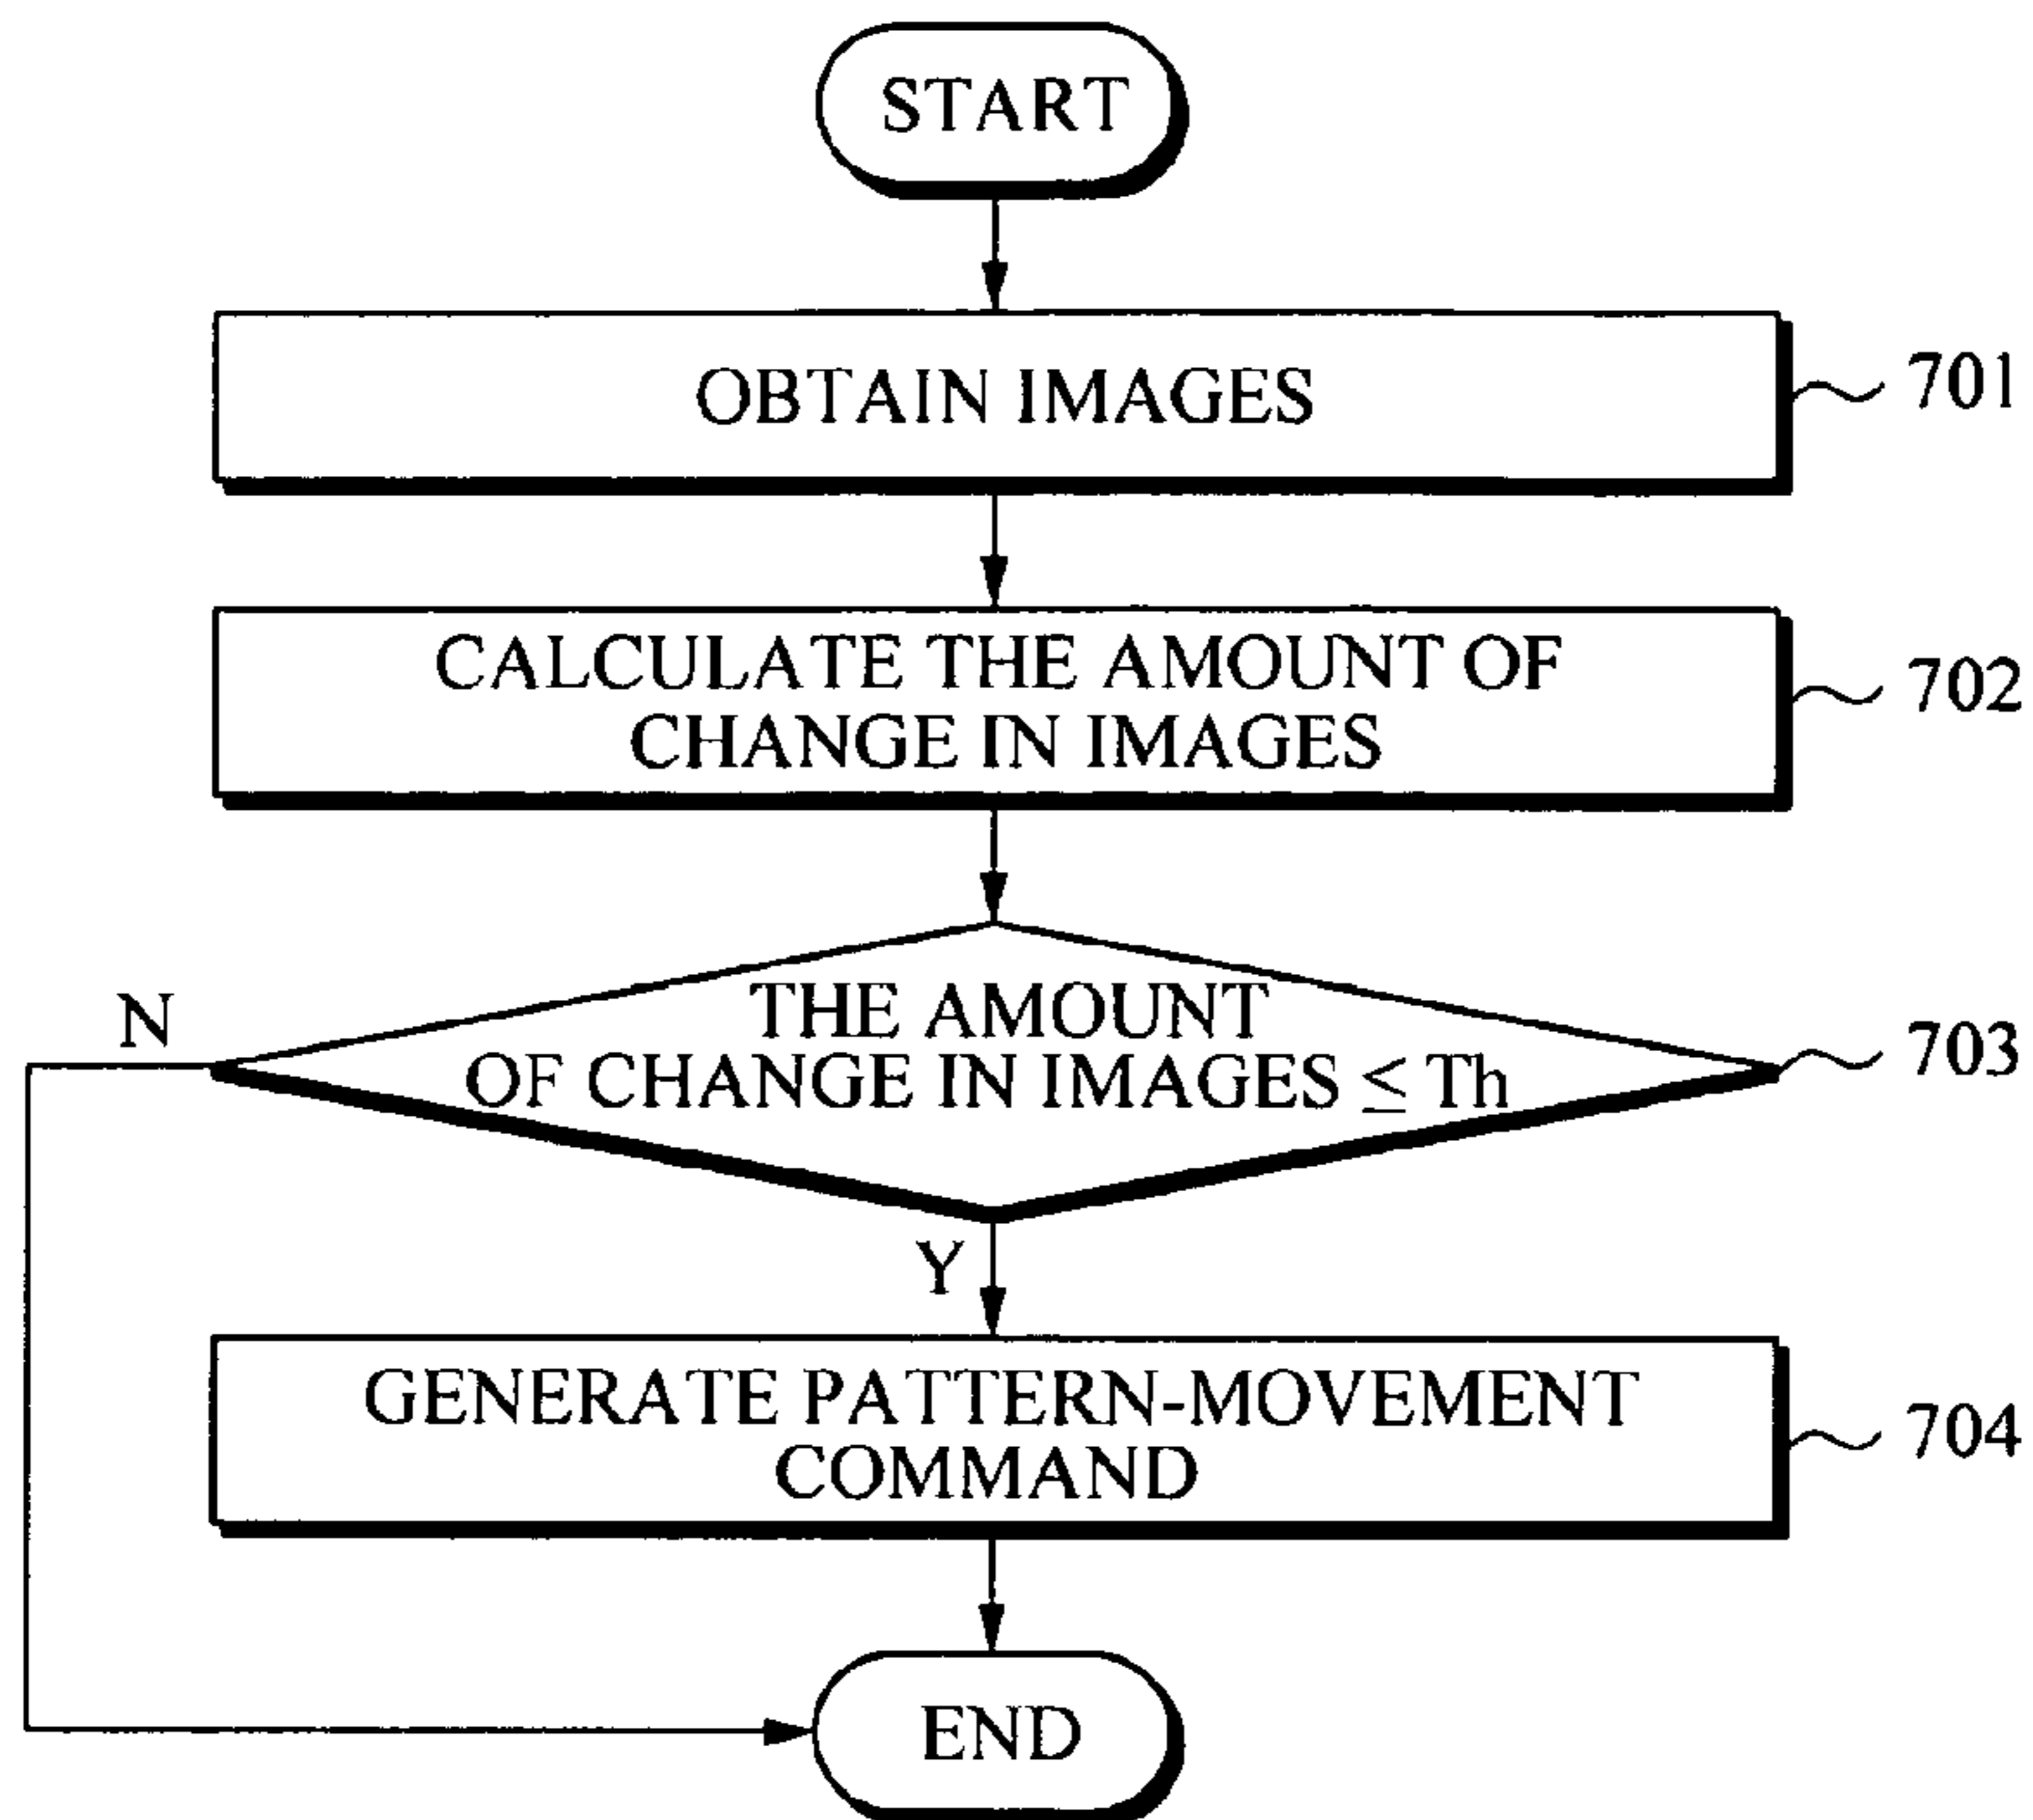 START
OBTAIN IMAGES
701
CALCULATE THE AMOUNT OF
CHANGE IN IMAGES
702
THE AMOUNT
OF CHANGE IN IMAGES ≤ Th
703
N
Y
GENERATE PATTERN-MOVEMENT
COMMAND
704
END